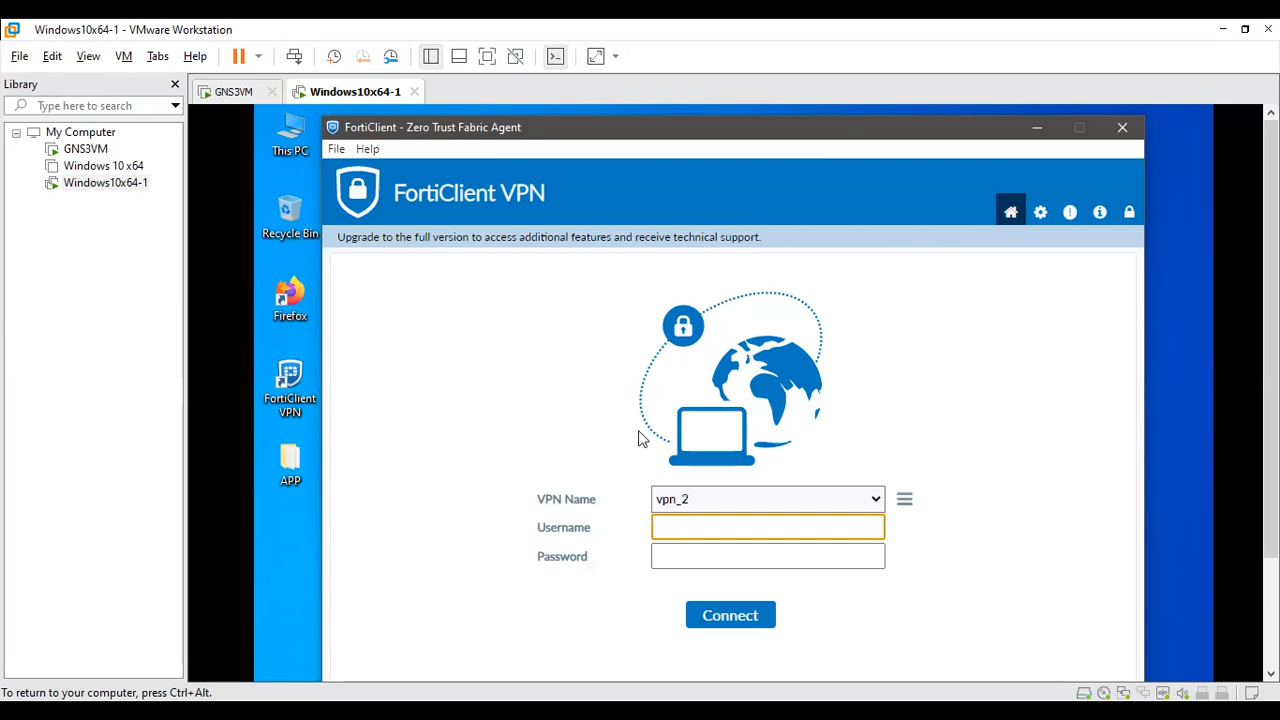 Windows10x64-1 - VMware Workstation
File Edit View VM Tabs Help
Library
Type here to search
My Computer
GNS3VM
Windows 10 x64
Windows10x64-1
GNS3VM
Windows10x64-1
This PC
Recycle Bin
Firefox
FortiClient
VPN
APP
FortiClient - Zero Trust Fabric Agent
File Help
FortiClient VPN
Upgrade to the full version to access additional features and receive technical support.
VPN Name vpn_2
Username
Password
Connect
To return to your computer, press Ctrl+Alt.